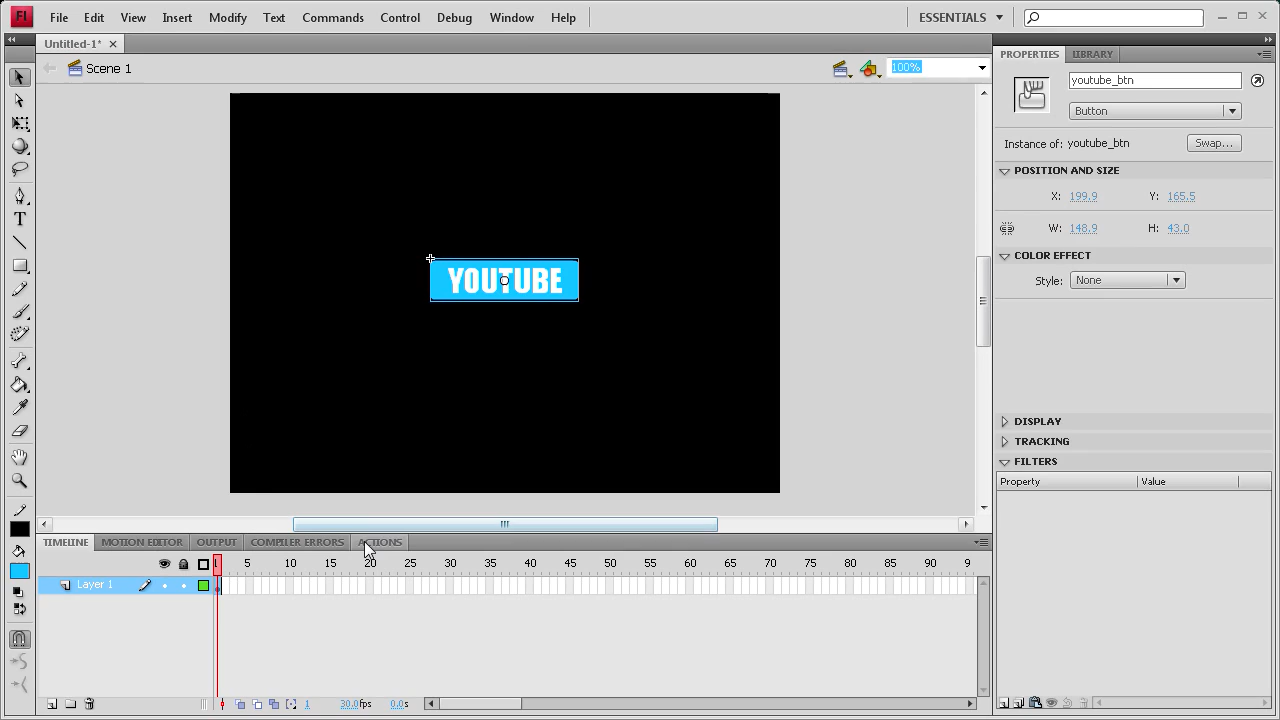 Fl File Edit View Insert Modify Text Commands Control Debug Window Help ESSENTIALS
Untitled-1*
Scene 1 100%
YOUTUBE
PROPERTIES LIBRARY
youtube_btn
Button
Instance of: youtube_btn Swap...
POSITION AND SIZE
X: 199.9 Y: 165.5
W: 148.9 H: 43.0
COLOR EFFECT
Style: None
DISPLAY
TRACKING
FILTERS
Property Value
TIMELINE MOTION EDITOR OUTPUT COMPILER ERRORS ACTIONS
1 5 10 15 20 25 30 35 40 45 50 55 60 65 70 75 80 85 90 9
Layer 1
1 30.0fps 0.0s